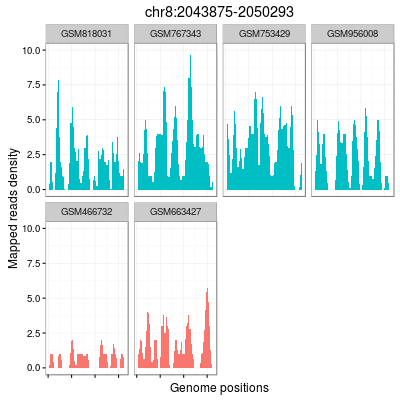 chr8:2043875-2050293
GSM818031 GSM767343 GSM753429 GSM956008
10.0
7.5
5.0
2.5
0.0
GSM466732 GSM663427
10.0
7.5
5.0
2.5
0.0
Mapped reads density
Genome positions